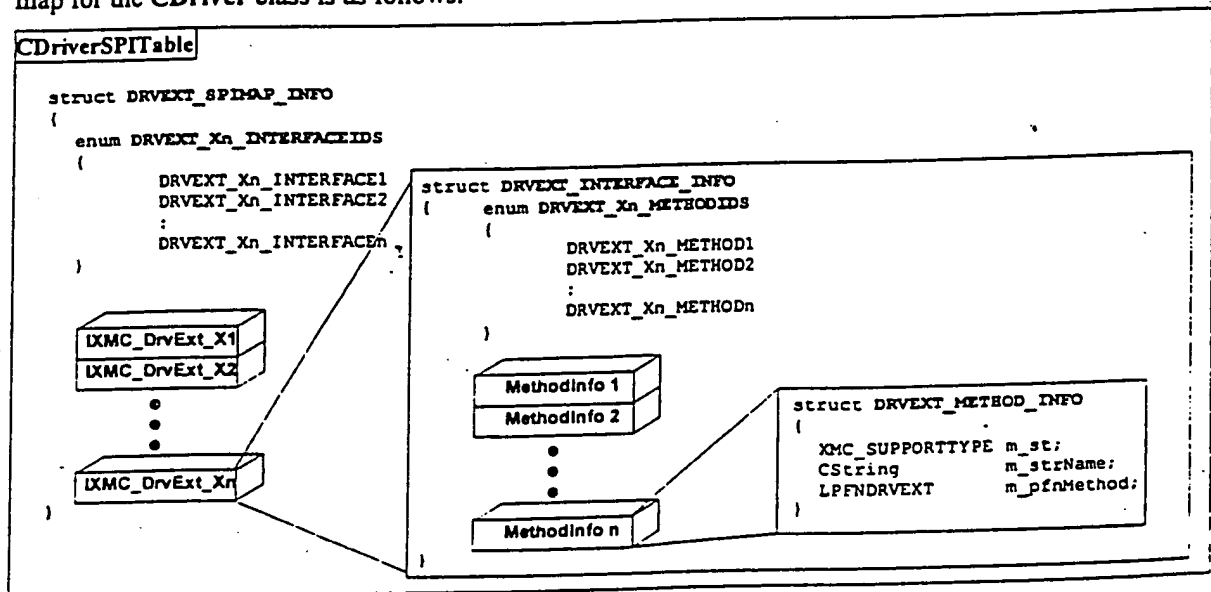 map for the CDriver class is as follows:
CDriverSPITable
struct DRVEXT_SPIMAP_INFO
{
enum DRVEXT_Xn_INTERFACEIDS
{
DRVEXT_Xn_INTERFACE1
DRVEXT_Xn_INTERFACE2
:
DRVEXT_Xn_INTERFACEn
}
IXMC_DrvExt_X1
IXMC_DrvExt_X2
IXMC_DrvExt_Xn
}
struct DRVEXT_INTERFACE_INFO
{ enum DRVEXT_Xn_METHODIDS
{
DRVEXT_Xn_METHOD1
DRVEXT_Xn_METHOD2
:
DRVEXT_Xn_METHODn
}
MethodInfo 1
MethodInfo 2
MethodInfo n
}
struct DRVEXT_METHOD_INFO
{
XMC_SUPPORTTYPE m_st;
CString m_strName;
LPFNDRVEXT m_pfnMethod;
}